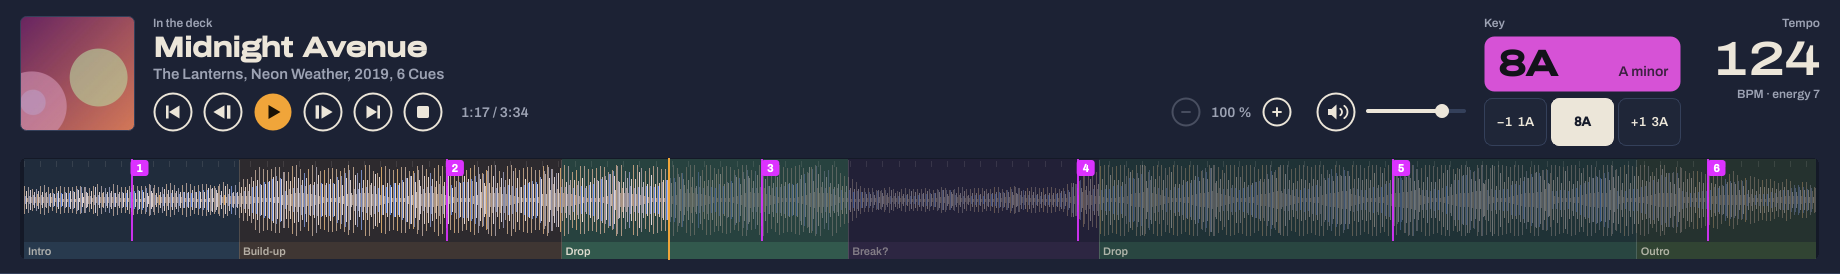 In the deck
Midnight Avenue
The Lanterns, Neon Weather, 2019, 6 Cues
1:17 / 3:34
100 %
Key
8A A minor
−1 1A 8A +1 3A
Tempo
124
BPM · energy 7
1 2 3 4 5 6
Intro Build-up Drop Break? Drop Outro